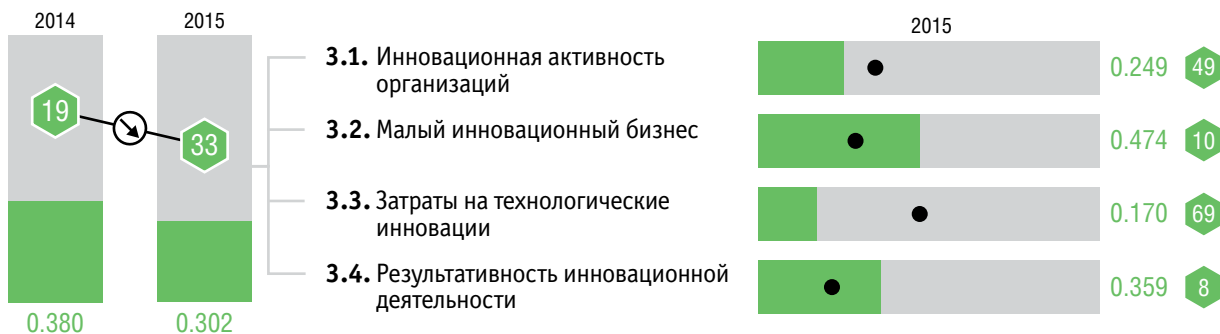 2014
2015
19
33
0.380
0.302
3.1. Инновационная активность
организаций
3.2. Малый инновационный бизнес
3.3. Затраты на технологические
инновации
3.4. Результативность инновационной
деятельности
2015
0.249 49
0.474 10
0.170 69
0.359 8